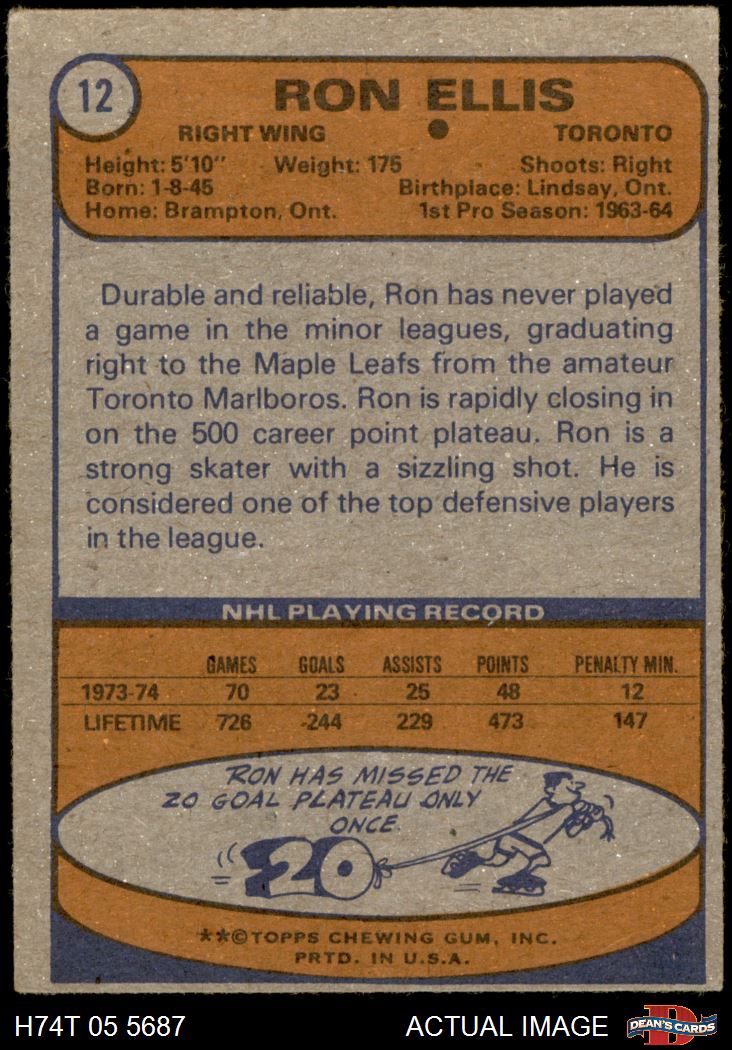 12
RON ELLIS
RIGHT WING TORONTO
Height: 5'10" Weight: 175 Shoots: Right
Born: 1-8-45 Birthplace: Lindsay, Ont.
Home: Brampton, Ont. 1st Pro Season: 1963-64
Durable and reliable, Ron has never played
a game in the minor leagues, graduating
right to the Maple Leafs from the amateur
Toronto Marlboros. Ron is rapidly closing in
on the 500 career point plateau. Ron is a
strong skater with a sizzling shot. He is
considered one of the top defensive players
in the league.
NHL PLAYING RECORD
GAMES GOALS ASSISTS POINTS PENALTY MIN.
1973-74 70 23 25 48 12
LIFETIME 726 244 229 473 147
RON HAS MISSED THE
20 GOAL PLATEAU ONLY
ONCE.
20
**©TOPPS CHEWING GUM, INC.
PRTD. IN U.S.A.
H74T 05 5687 ACTUAL IMAGE D DEAN'S CARDS